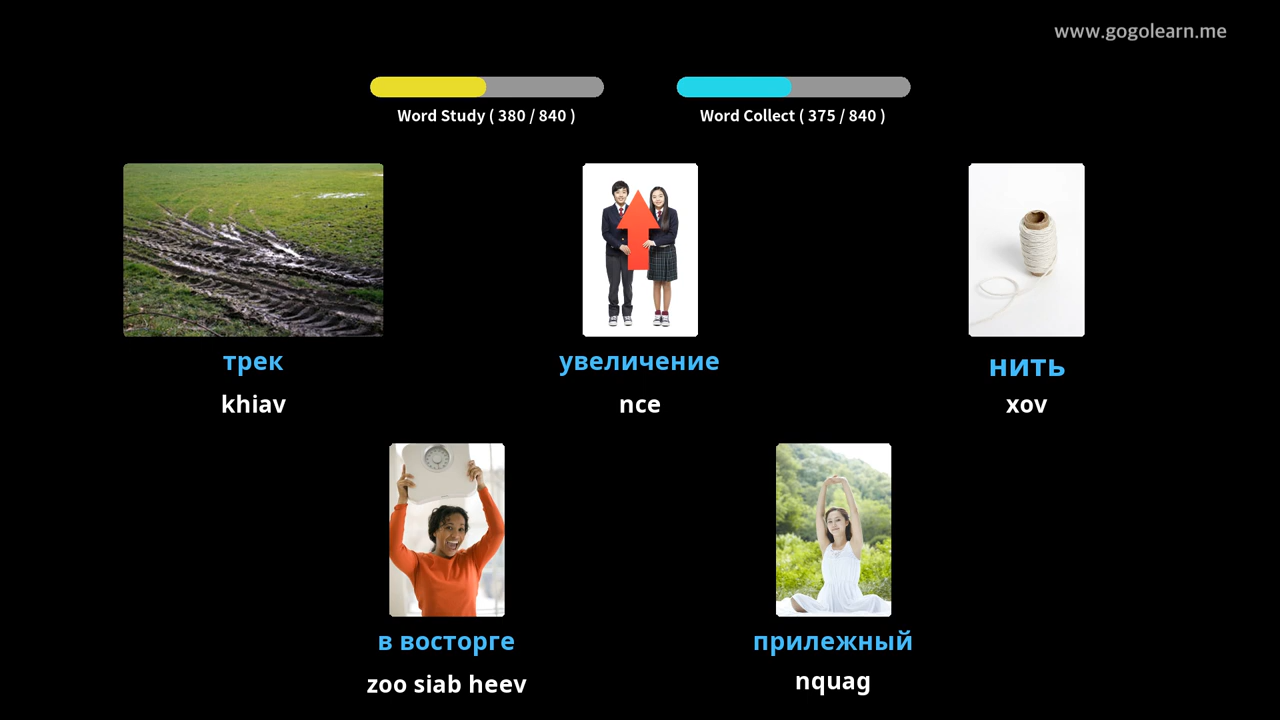 www.gogolearn.me
Word Study ( 380 / 840 )
Word Collect ( 375 / 840 )
трек
khiav
увеличение
nce
нить
xov
в восторге
zoo siab heev
прилежный
nquag